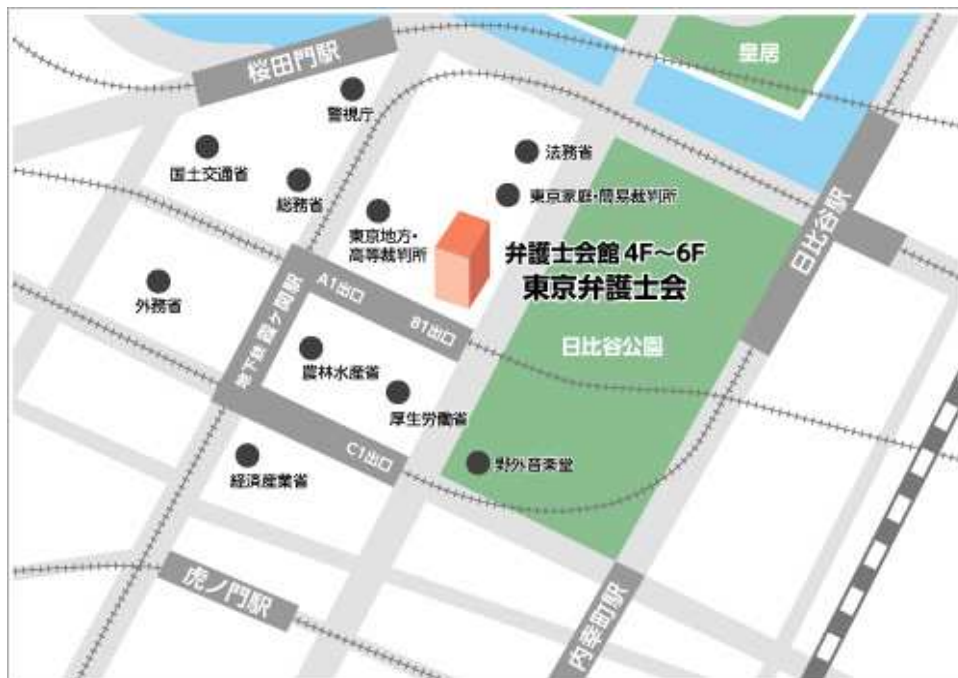 皇居
桜田門駅
警視庁
法務省
国土交通省
総務省
東京家庭・簡易裁判所
東京地方・
高等裁判所
日比谷駅
弁護士会館 4F～6F
東京弁護士会
外務省
A1出口
B1出口
地下鉄 霞ヶ関駅
日比谷公園
農林水産省
厚生労働省
C1出口
野外音楽堂
経済産業省
虎ノ門駅
内幸町駅